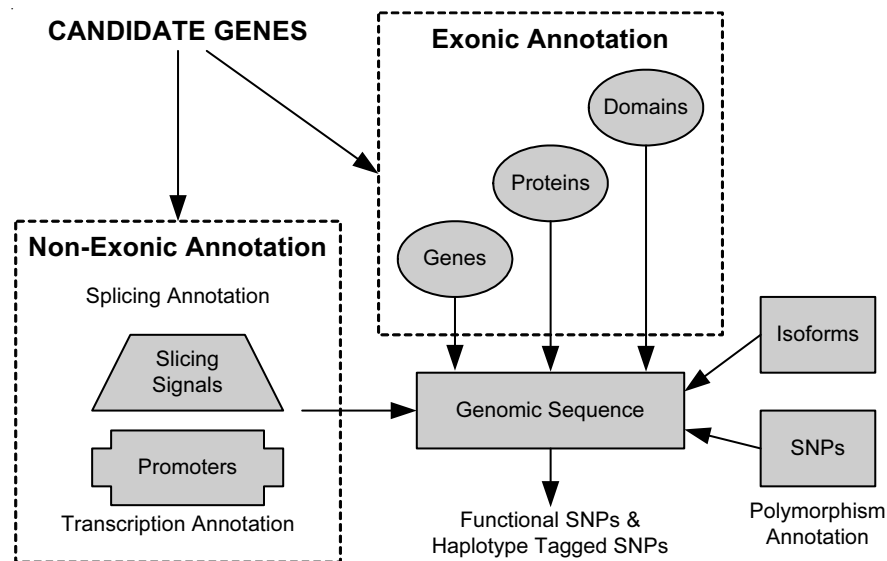 CANDIDATE GENES
Exonic Annotation
Domains
Proteins
Genes
Non-Exonic Annotation
Splicing Annotation
Slicing
Signals
Promoters
Transcription Annotation
Genomic Sequence
Isoforms
SNPs
Polymorphism
Annotation
Functional SNPs &
Haplotype Tagged SNPs